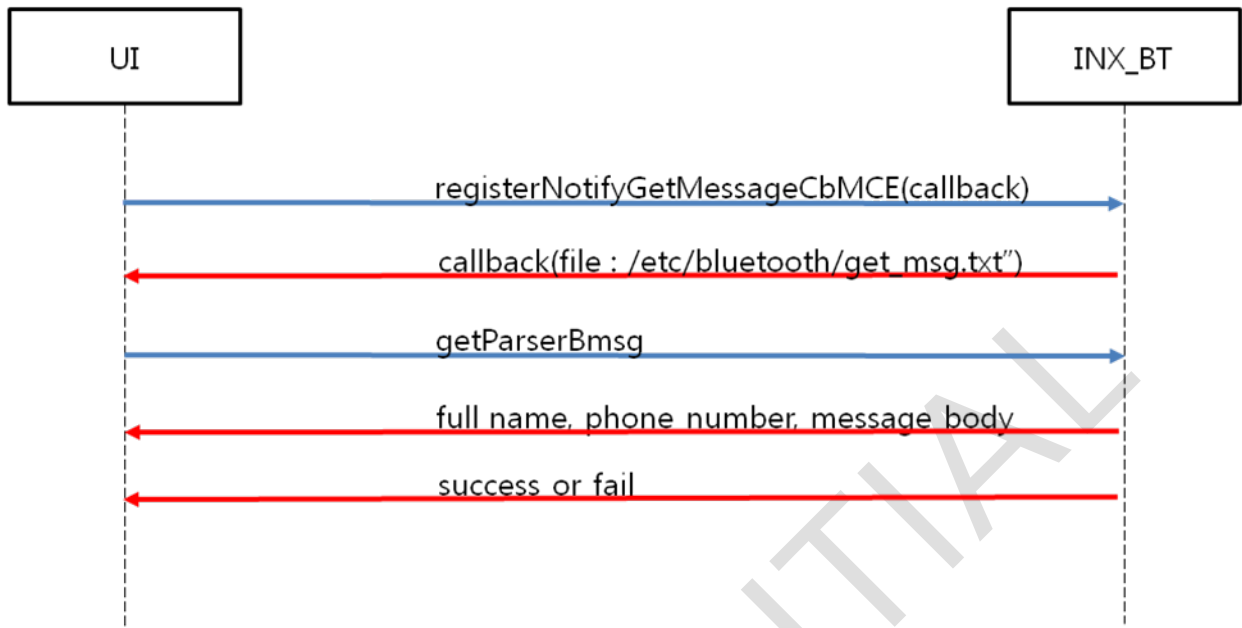 UI
INX_BT
registerNotifyGetMessageCbMCE(callback)
callback(file : /etc/bluetooth/get_msg.txt”)
getParserBmsg
full name, phone number, message body
success or fail
NTIAL